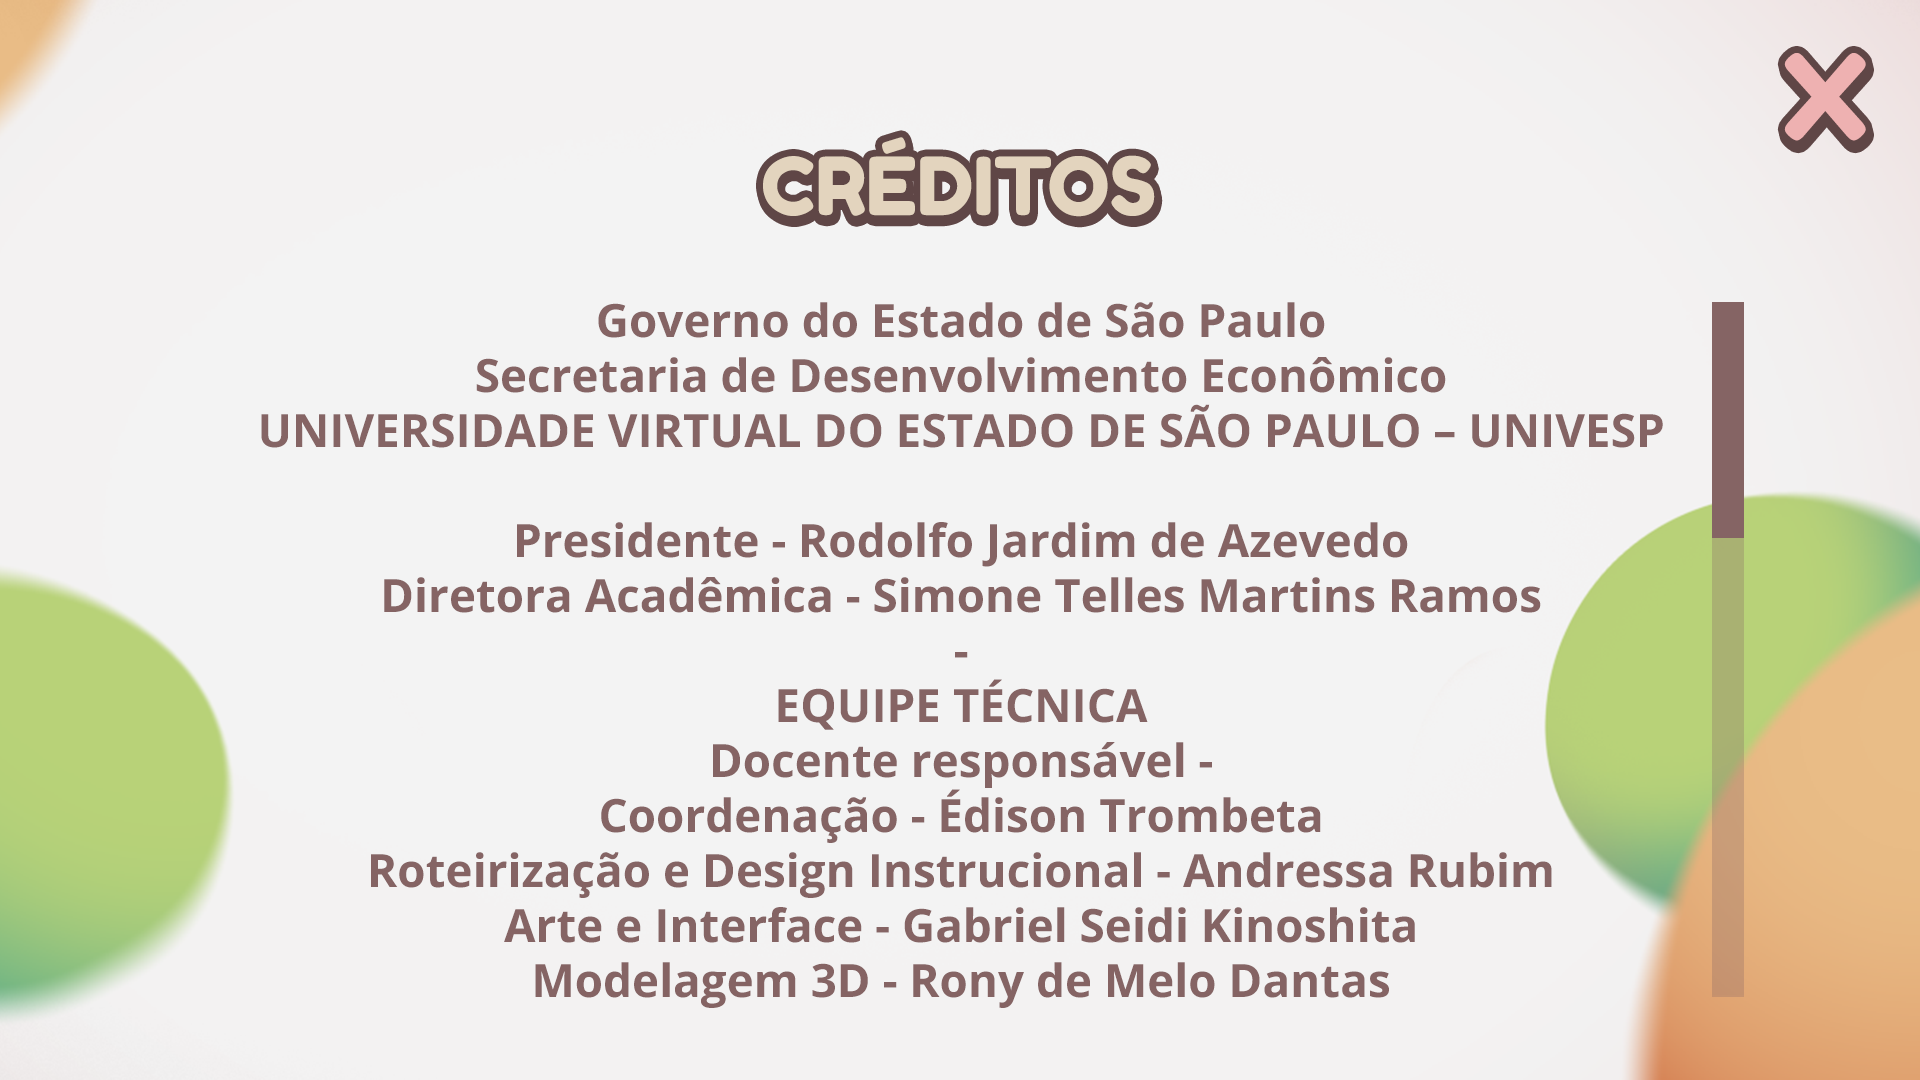 CRÉDITOS
Governo do Estado de São Paulo
Secretaria de Desenvolvimento Econômico
UNIVERSIDADE VIRTUAL DO ESTADO DE SÃO PAULO – UNIVESP
Presidente - Rodolfo Jardim de Azevedo
Diretora Acadêmica - Simone Telles Martins Ramos
-
EQUIPE TÉCNICA
Docente responsável -
Coordenação - Édison Trombeta
Roteirização e Design Instrucional - Andressa Rubim
Arte e Interface - Gabriel Seidi Kinoshita
Modelagem 3D - Rony de Melo Dantas